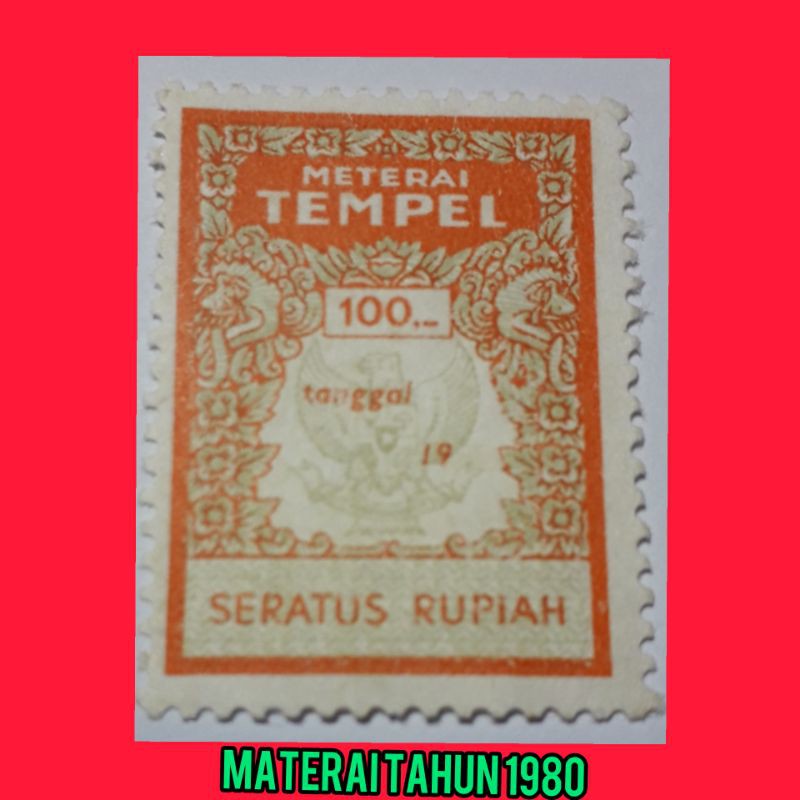 METERAI
TEMPEL
100.-
tanggal
19
SERATUS RUPIAH
MATERAI TAHUN 1980